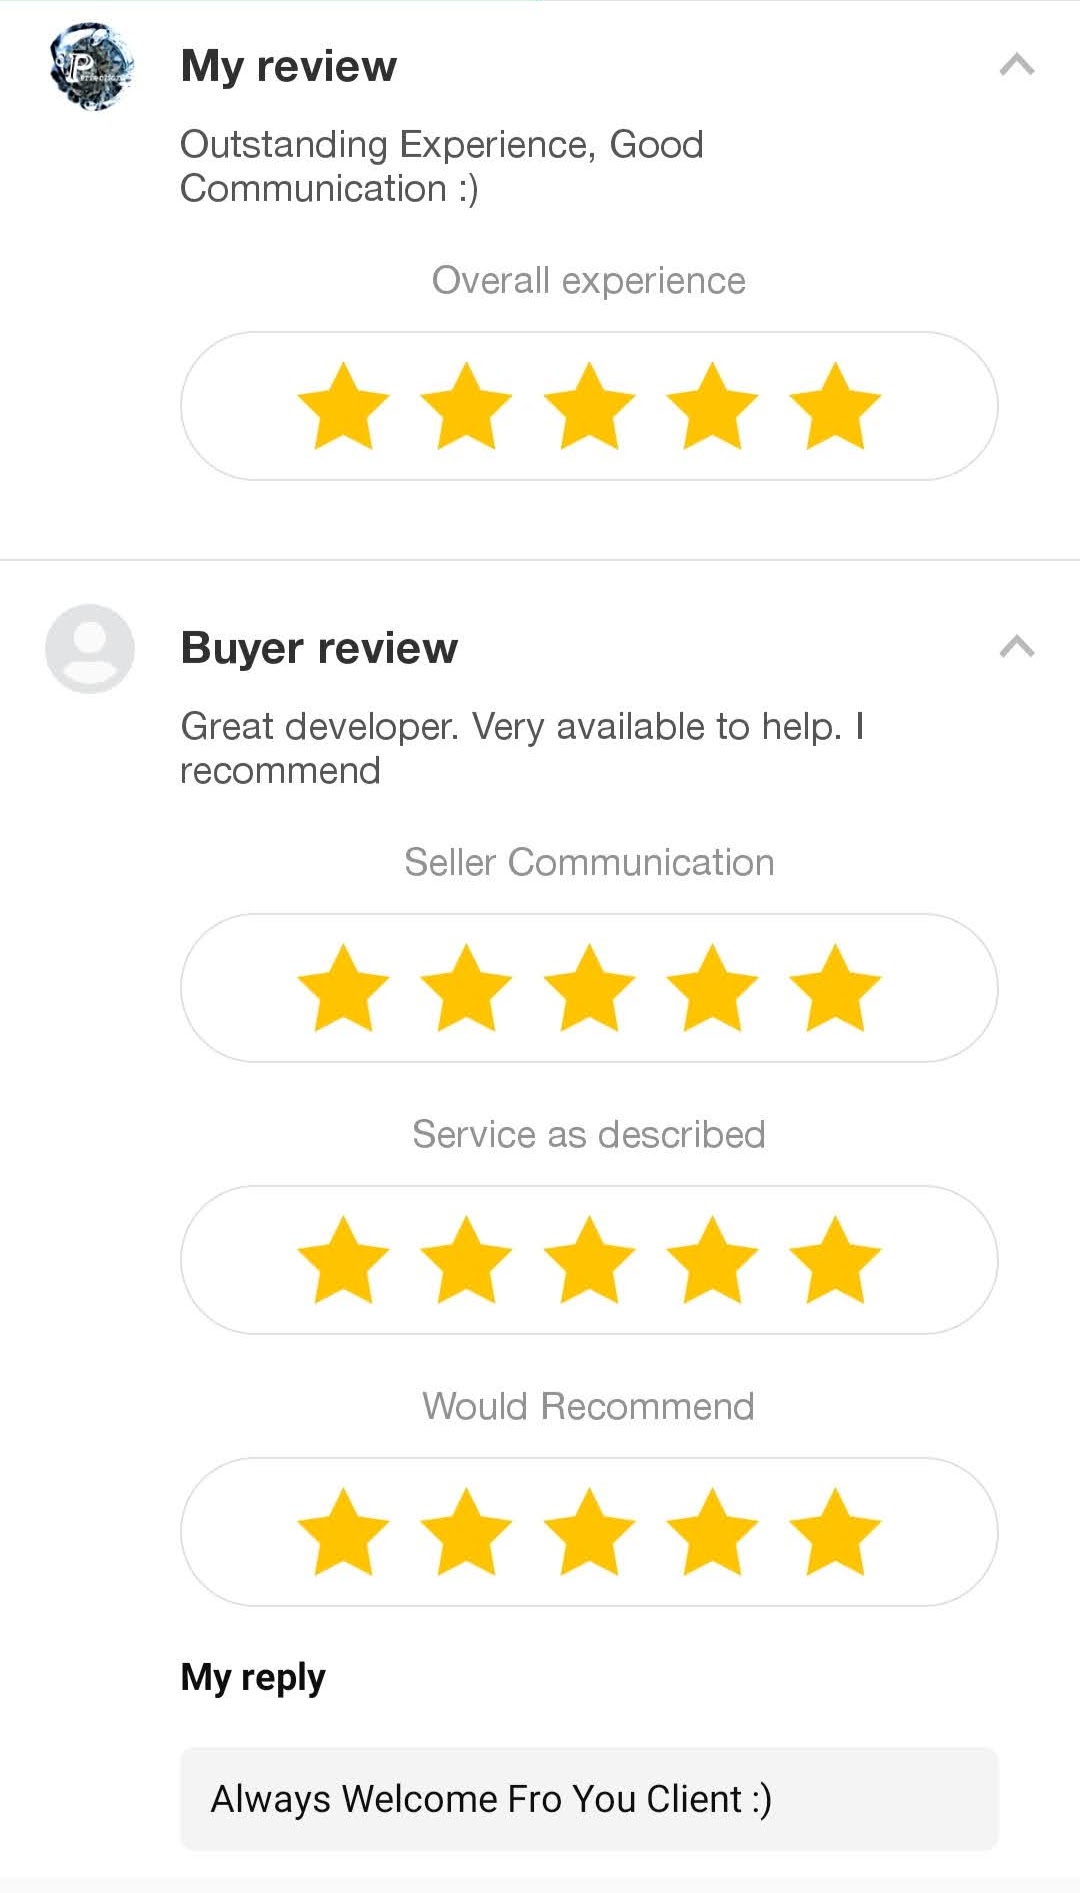 My review
Outstanding Experience, Good
Communication :)
Overall experience
Buyer review
Great developer. Very available to help. I
recommend
Seller Communication
Service as described
Would Recommend
My reply
Always Welcome Fro You Client :)